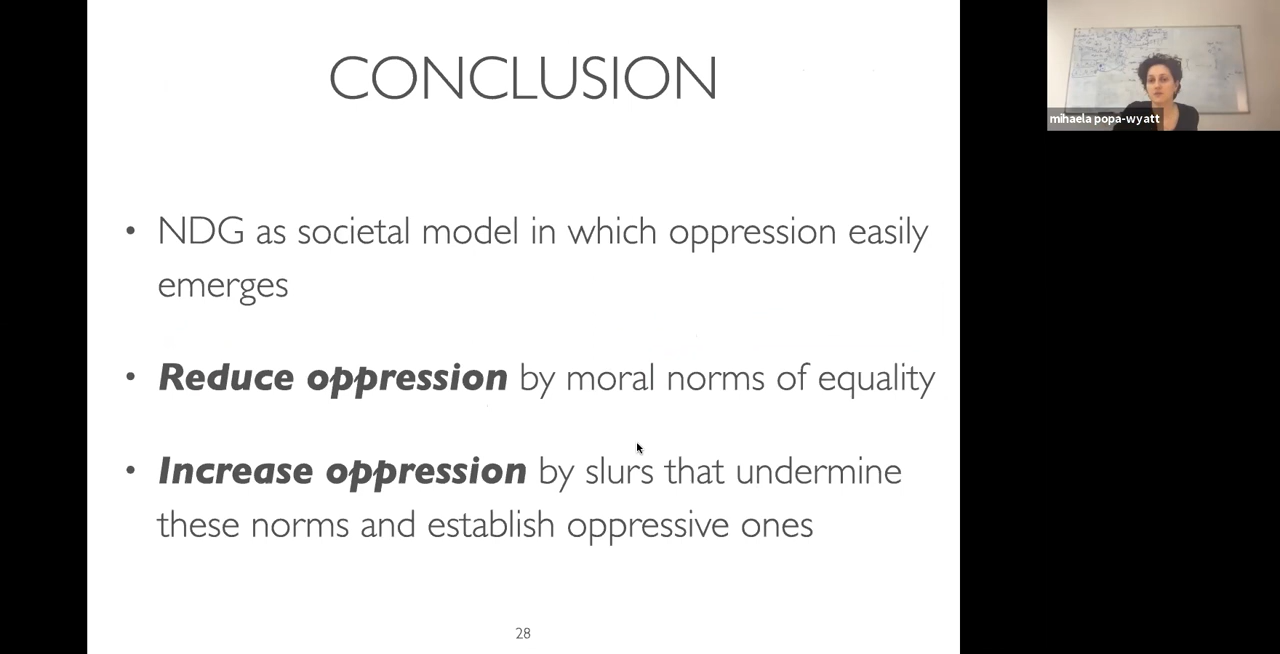 CONCLUSION
• NDG as societal model in which oppression easily
emerges
• Reduce oppression by moral norms of equality
• Increase oppression by slurs that undermine
these norms and establish oppressive ones
28
mihaela popa-wyatt